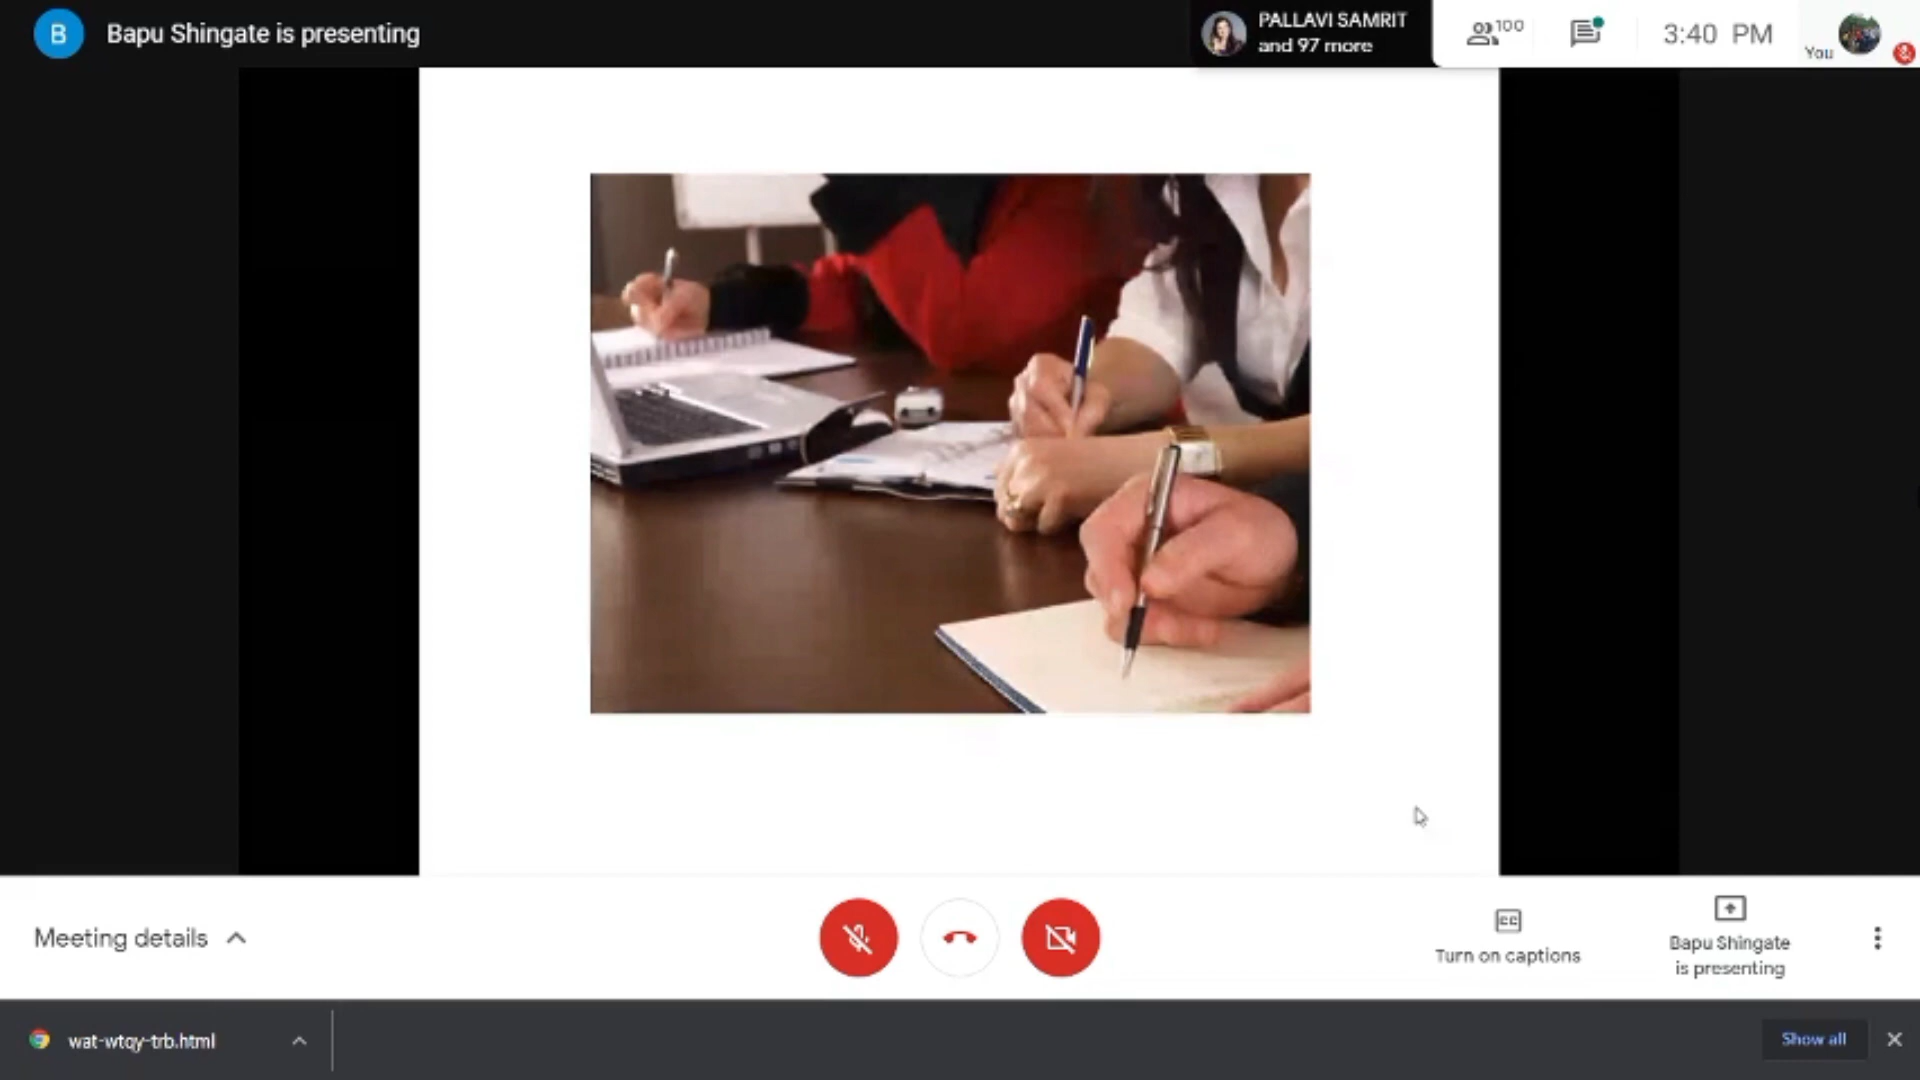 B
Bapu Shingate is presenting
PALLAVI SAMRIT
and 97 more
100
3:40 PM
You
Meeting details
CC
Turn on captions
Bapu Shingate
is presenting
wat-wtqy-trb.html
Show all